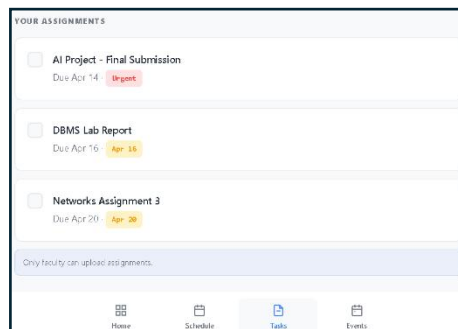 YOUR ASSIGNMENTS
AI Project - Final Submission
Due Apr 14 · Urgent
DBMS Lab Report
Due Apr 16 · Apr 16
Networks Assignment 3
Due Apr 20 · Apr 20
Only faculty can upload assignments.
Home Schedule Tasks Events